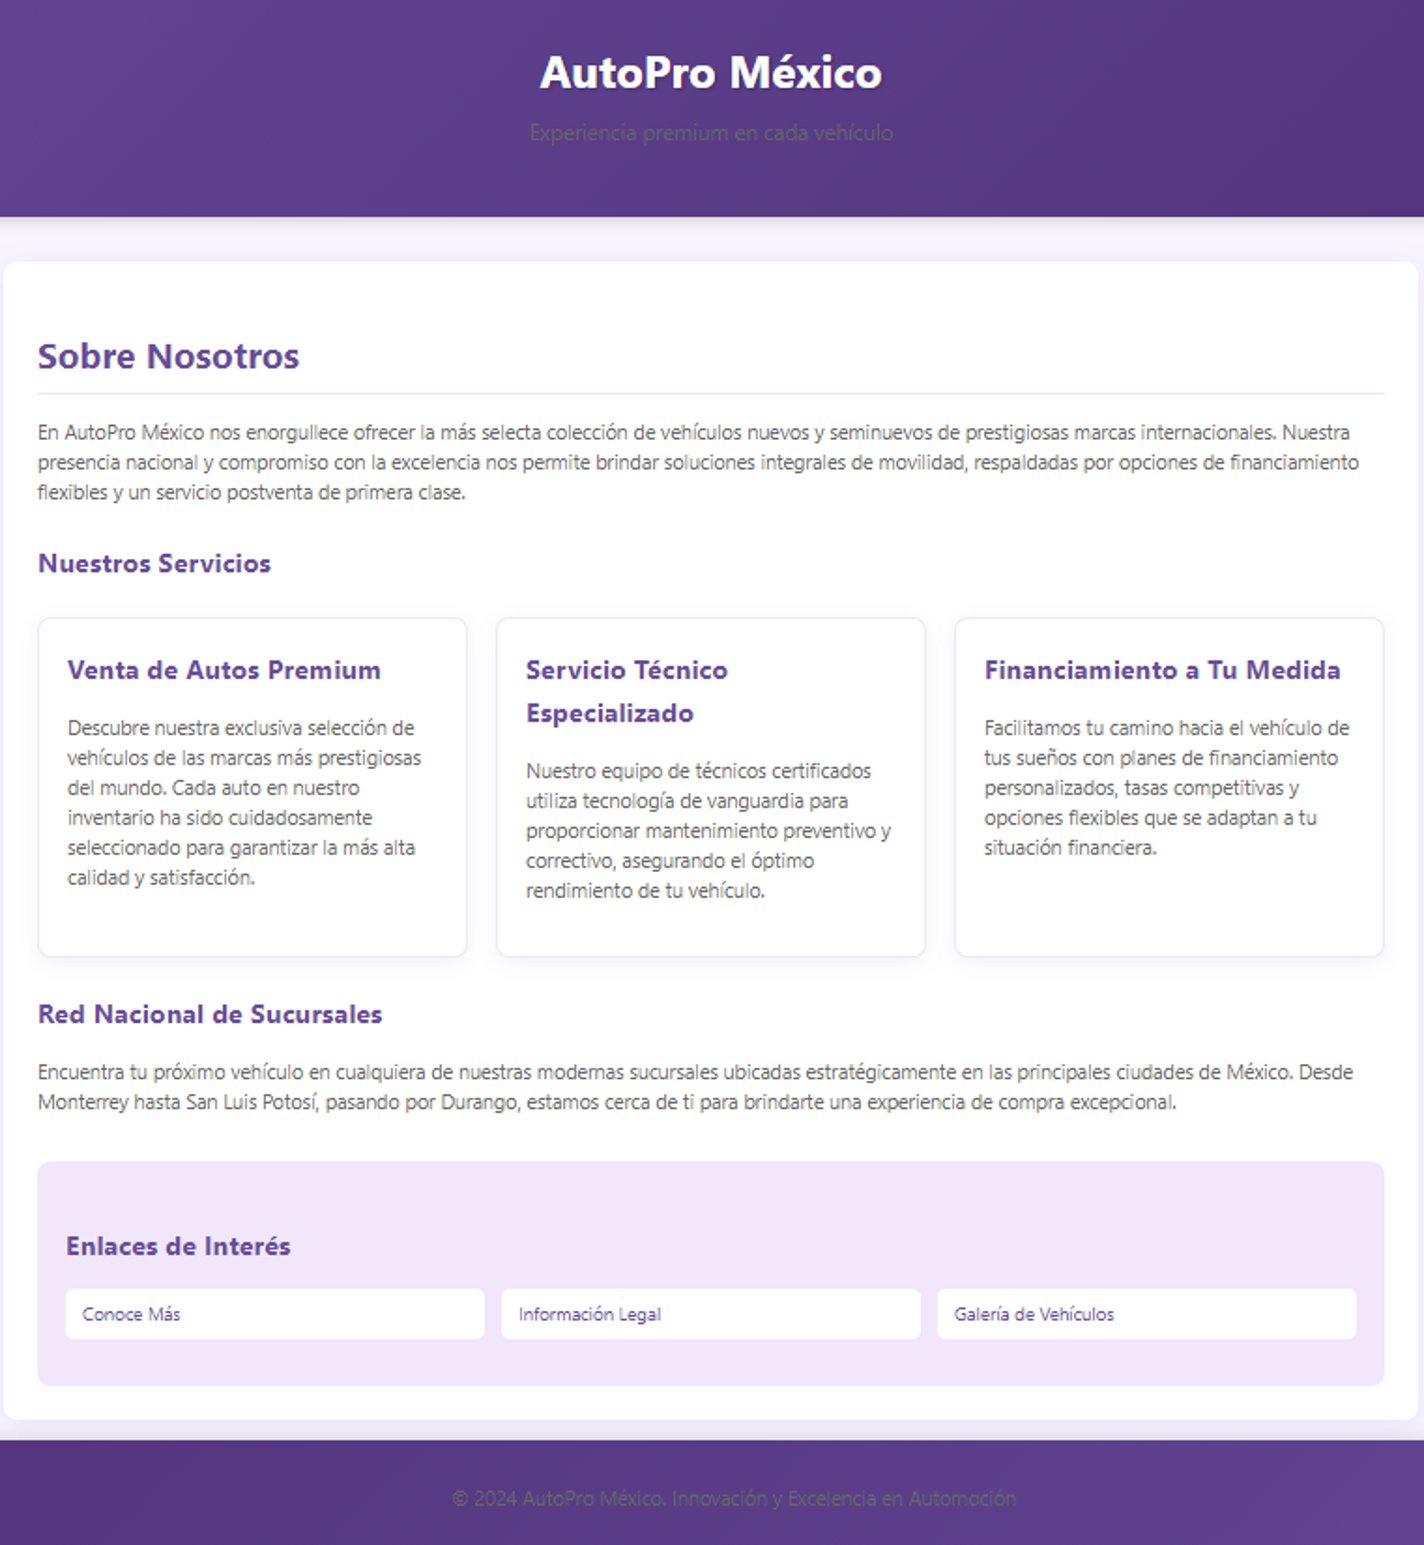 AutoPro México
Experiencia premium en cada vehículo
Sobre Nosotros
En AutoPro México nos enorgullece ofrecer la más selecta colección de vehículos nuevos y seminuevos de prestigiosas marcas internacionales. Nuestra
presencia nacional y compromiso con la excelencia nos permite brindar soluciones integrales de movilidad, respaldadas por opciones de financiamiento
flexibles y un servicio postventa de primera clase.
Nuestros Servicios
Venta de Autos Premium
Descubre nuestra exclusiva selección de
vehículos de las marcas más prestigiosas
del mundo. Cada auto en nuestro
inventario ha sido cuidadosamente
seleccionado para garantizar la más alta
calidad y satisfacción.
Servicio Técnico
Especializado
Nuestro equipo de técnicos certificados
utiliza tecnología de vanguardia para
proporcionar mantenimiento preventivo y
correctivo, asegurando el óptimo
rendimiento de tu vehículo.
Financiamiento a Tu Medida
Facilitamos tu camino hacia el vehículo de
tus sueños con planes de financiamiento
personalizados, tasas competitivas y
opciones flexibles que se adaptan a tu
situación financiera.
Red Nacional de Sucursales
Encuentra tu próximo vehículo en cualquiera de nuestras modernas sucursales ubicadas estratégicamente en las principales ciudades de México. Desde
Monterrey hasta San Luis Potosí, pasando por Durango, estamos cerca de ti para brindarte una experiencia de compra excepcional.
Enlaces de Interés
Conoce Más
Información Legal
Galería de Vehículos
© 2024 AutoPro México. Innovación y Excelencia en Automoción